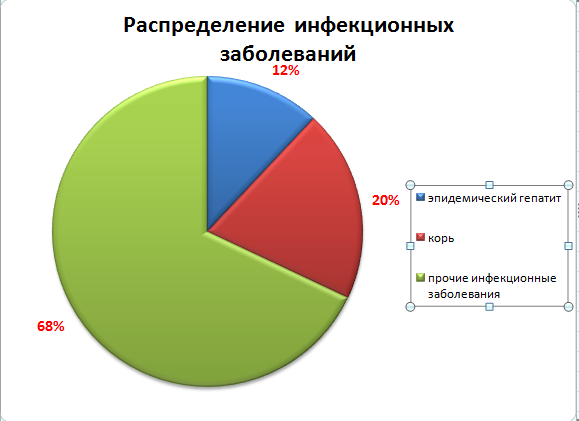 Распределение инфекционных
заболеваний
12%
20%
68%
эпидемический гепатит
корь
прочие инфекционные
заболевания